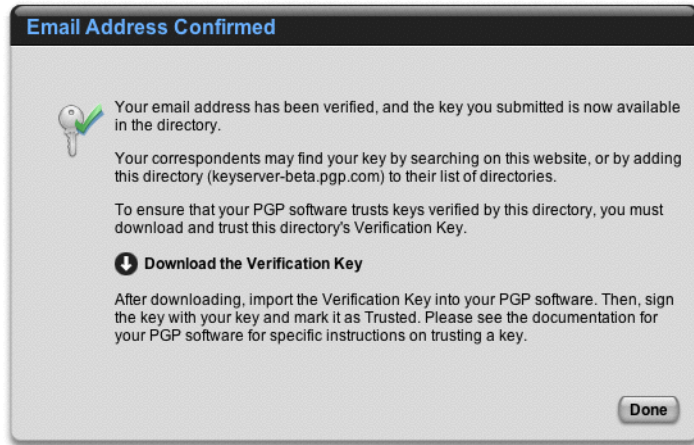 Email Address Confirmed
Your email address has been verified, and the key you submitted is now available
in the directory.
Your correspondents may find your key by searching on this website, or by adding
this directory (keyserver-beta.pgp.com) to their list of directories.
To ensure that your PGP software trusts keys verified by this directory, you must
download and trust this directory's Verification Key.
Download the Verification Key
After downloading, import the Verification Key into your PGP software. Then, sign
the key with your key and mark it as Trusted. Please see the documentation for
your PGP software for specific instructions on trusting a key.
Done